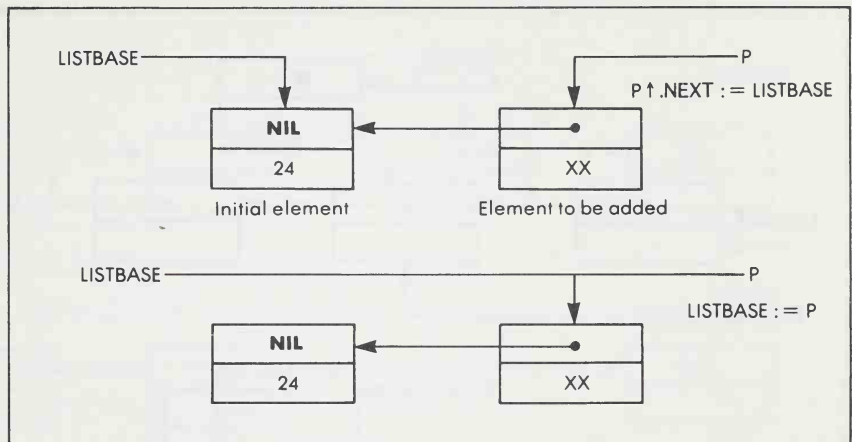 LISTBASE P
P↑.NEXT := LISTBASE
NIL
24 XX
Initial element Element to be added
LISTBASE P
LISTBASE := P
NIL
24 XX